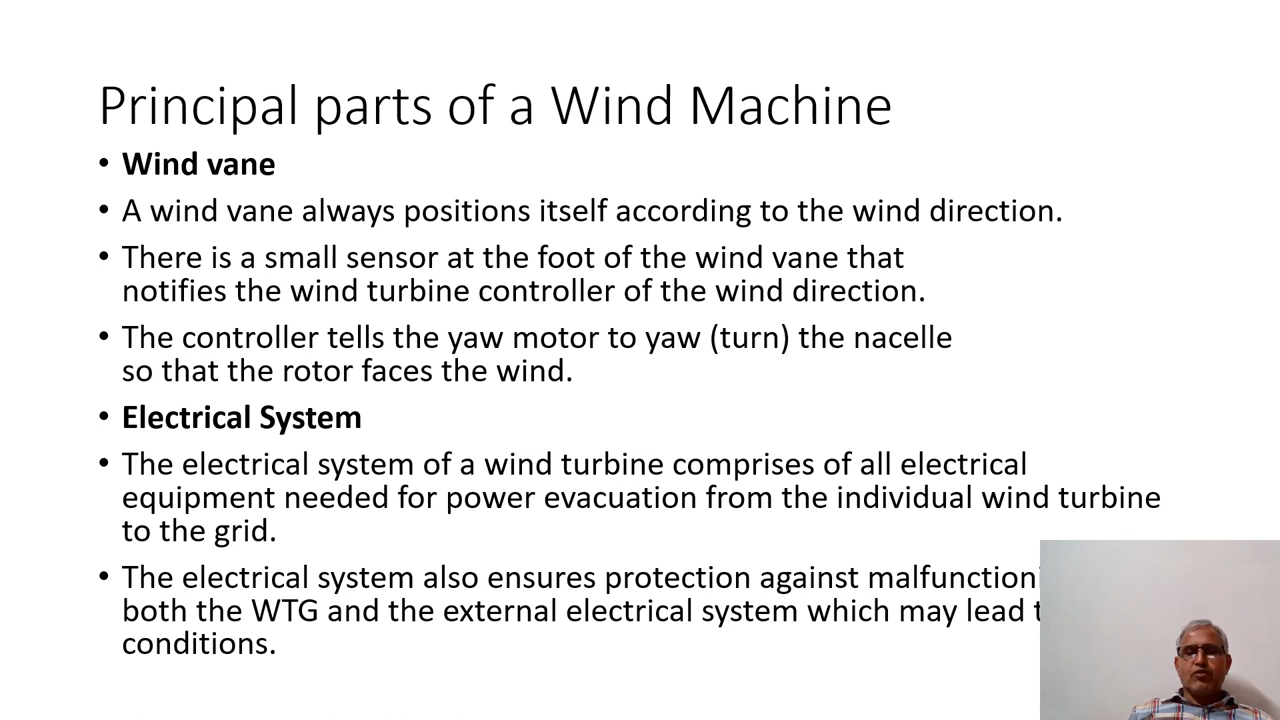 Principal parts of a Wind Machine
• Wind vane
• A wind vane always positions itself according to the wind direction.
• There is a small sensor at the foot of the wind vane that
notifies the wind turbine controller of the wind direction.
• The controller tells the yaw motor to yaw (turn) the nacelle
so that the rotor faces the wind.
• Electrical System
• The electrical system of a wind turbine comprises of all electrical
equipment needed for power evacuation from the individual wind turbine
to the grid.
• The electrical system also ensures protection against
both the WTG and the external electrical system which may lead
conditions.